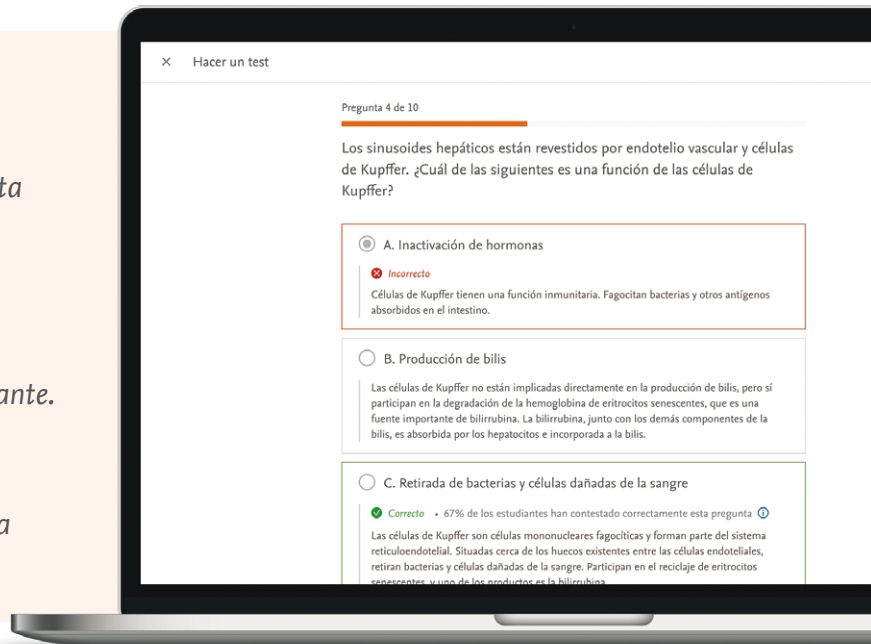 ta
ante.
a
× Hacer un test
Pregunta 4 de 10
Los sinusoides hepáticos están revestidos por endotelio vascular y células
de Kupffer. ¿Cuál de las siguientes es una función de las células de
Kupffer?
A. Inactivación de hormonas
Incorrecto
Células de Kupffer tienen una función inmunitaria. Fagocitan bacterias y otros antígenos
absorbidos en el intestino.
B. Producción de bilis
Las células de Kupffer no están implicadas directamente en la producción de bilis, pero sí
participan en la degradación de la hemoglobina de eritrocitos senescentes, que es una
fuente importante de bilirrubina. La bilirrubina, junto con los demás componentes de la
bilis, es absorbida por los hepatocitos e incorporada a la bilis.
C. Retirada de bacterias y células dañadas de la sangre
Correcto • 67% de los estudiantes han contestado correctamente esta pregunta
Las células de Kupffer son células mononucleares fagocíticas y forman parte del sistema
reticuloendotelial. Situadas cerca de los huecos existentes entre las células endoteliales,
retiran bacterias y células dañadas de la sangre. Participan en el reciclaje de eritrocitos
senescentes, y uno de los productos es la bilirrubina